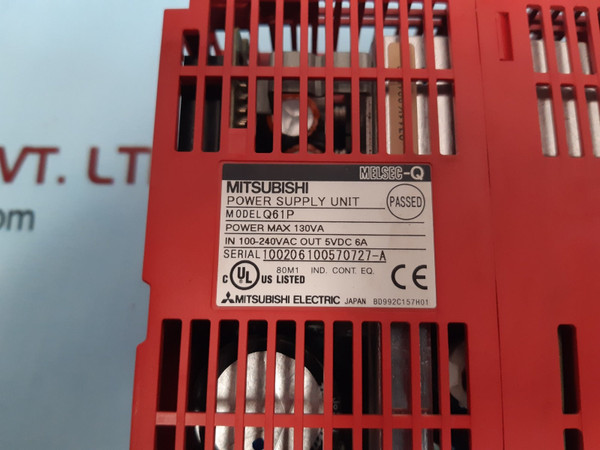 VT. LT
MELSEC-Q
MITSUBISHI
POWER SUPPLY UNIT
PASSED
MODEL Q61P
POWER MAX 130VA
IN 100-240VAC OUT 5VDC 6A
SERIAL 100206100570727-A
C UL US LISTED 80M1 IND. CONT. EQ. CE
MITSUBISHI ELECTRIC JAPAN BD992C157H01